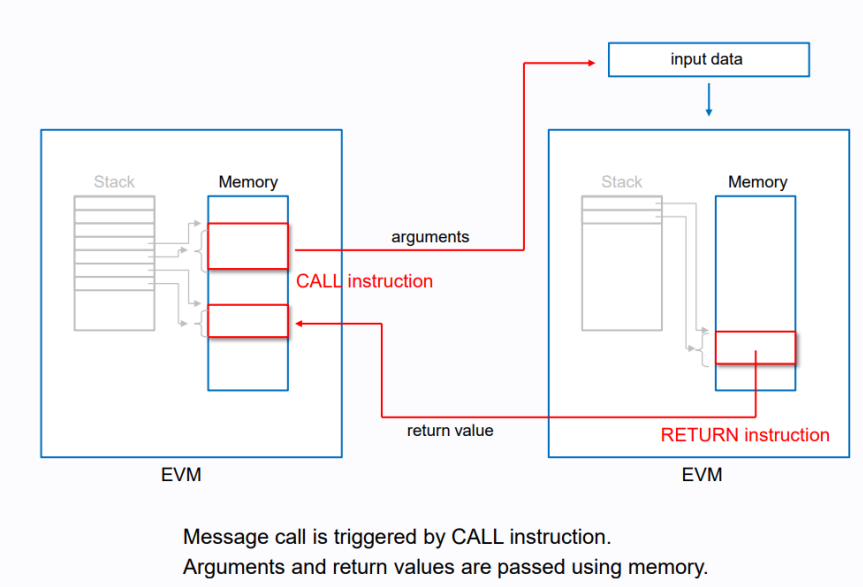 input data
Stack
Memory
Stack
Memory
arguments
CALL instruction
return value
RETURN instruction
EVM
EVM
Message call is triggered by CALL instruction.
Arguments and return values are passed using memory.